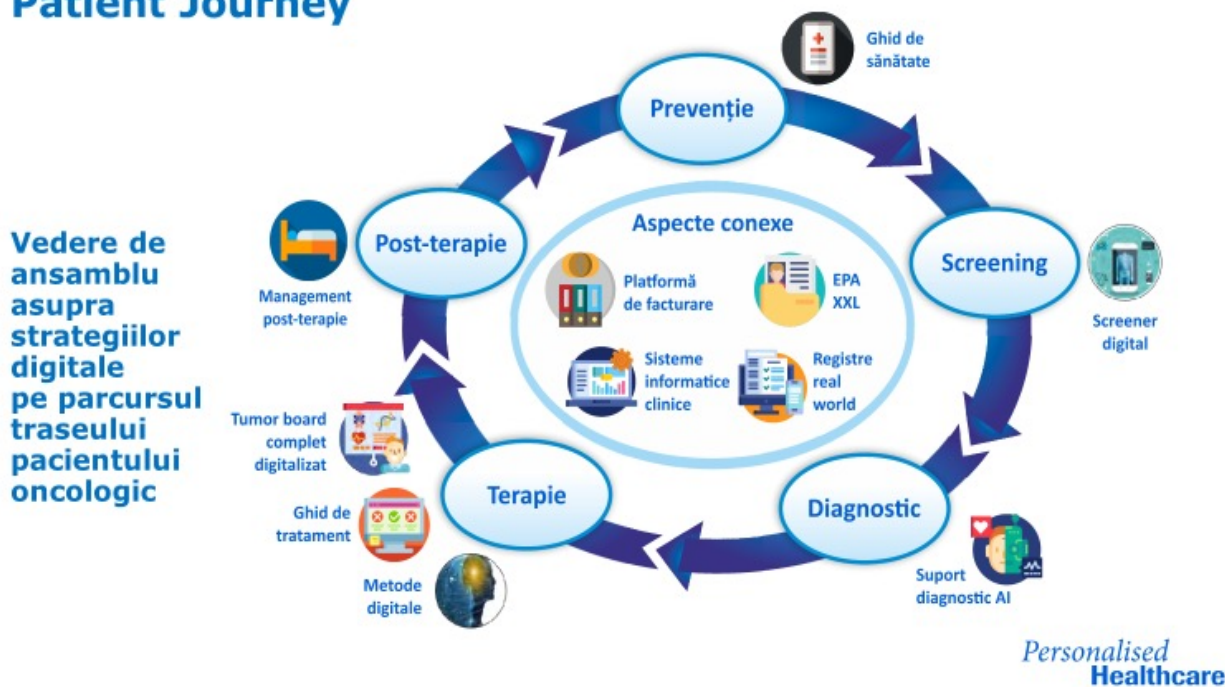 Patient Journey
Vedere de
ansamblu
asupra
strategiilor
digitale
pe parcursul
traseului
pacientului
oncologic
Prevenție
Ghid de
sănătate
Screening
Screener
digital
Diagnostic
Suport
diagnostic AI
Terapie
Tumor board
complet
digitalizat
Ghid de
tratament
Metode
digitale
Post-terapie
Management
post-terapie
Aspecte conexe
Platformă
de facturare
EPA
XXL
Sisteme
informatice
clinice
Registre
real
world
Personalised
Healthcare